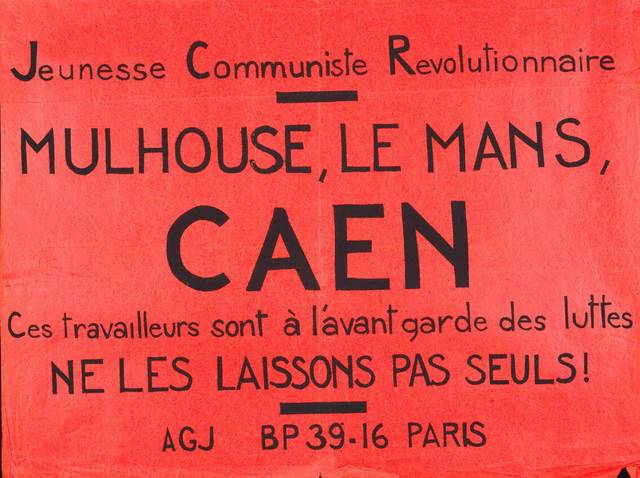 Jeunesse Communiste Revolutionnaire
MULHOUSE, LE MANS,
CAEN
Ces travailleurs sont à l'avant garde des luttes
NE LES LAISSONS PAS SEULS!
AGJ BP 39-16 PARIS